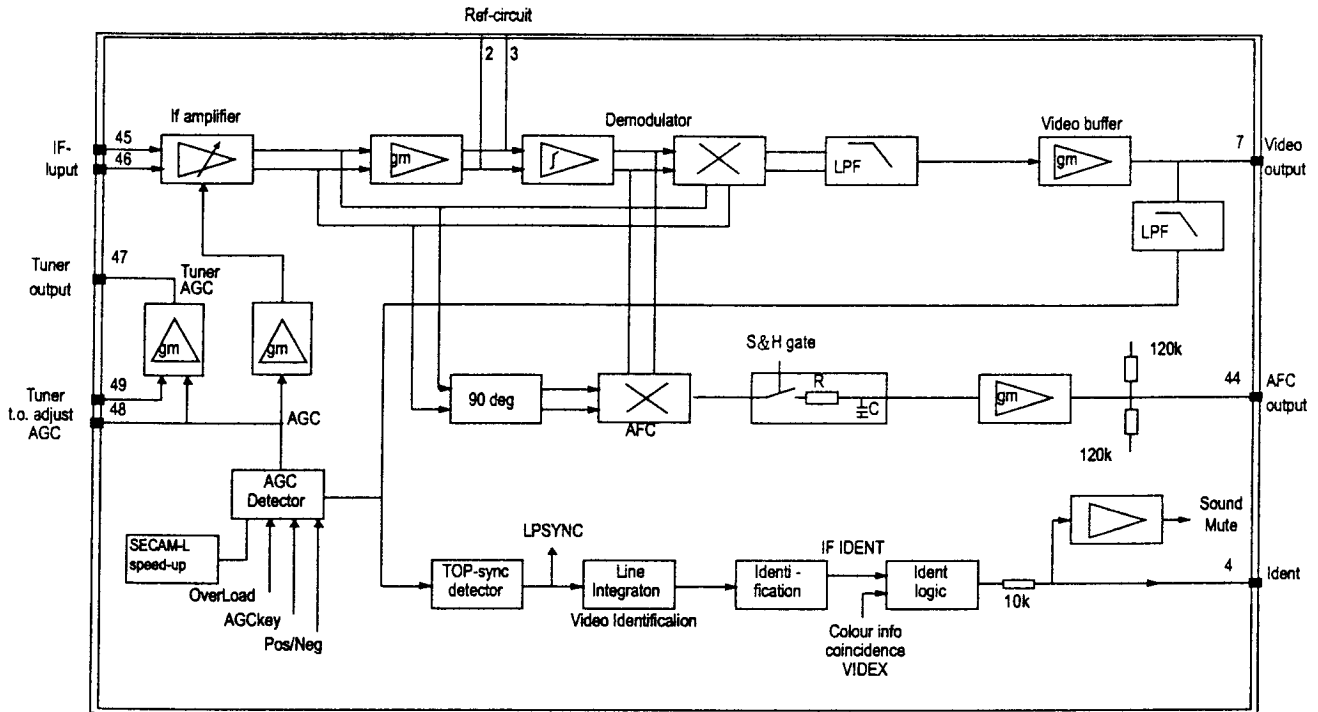 Ref-circuit
2 3
If amplifier
Demodulator
Video buffer
45
46
IF-
Iuput
gm
LPF
gm
7
Video
output
LPF
47
Tuner
output
Tuner
AGC
gm
gm
S&H gate
120k
49
Tuner
t.o. adjust
48
AGC
AGC
90 deg
AFC
R
C
gm
44
AFC
output
120k
AGC
Detector
SECAM-L
speed-up
OverLoad
AGCkey
Pos/Neg
LPSYNC
TOP-sync
detector
Line
Integraton
Video Identificalion
Identi -
fication
IF IDENT
Ident
logic
Colour info
coincidence
VIDEX
10k
Sound
Mute
4
Ident